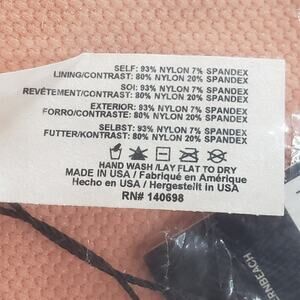 SELF: 93% NYLON 7% SPANDEX
LINING/CONTRAST: 80% NYLON 20% SPANDEX
SOI: 93% NYLON 7% SPANDEX
REVÊTEMENT/CONTRAST: 80% NYLON 20% SPANDEX
EXTERIOR: 93% NYLON 7% SPANDEX
FORRO/CONTRASTE: 80% NYLON 20% SPANDEX
SELBST: 93% NYLON 7% SPANDEX
FUTTER/KONTRAST: 80% NYLON 20% SPANDEX
HAND WASH /LAY FLAT TO DRY
MADE IN USA / Fabriqué en Amérique
Hecho en USA / Hergestellt in USA
RN# 140698